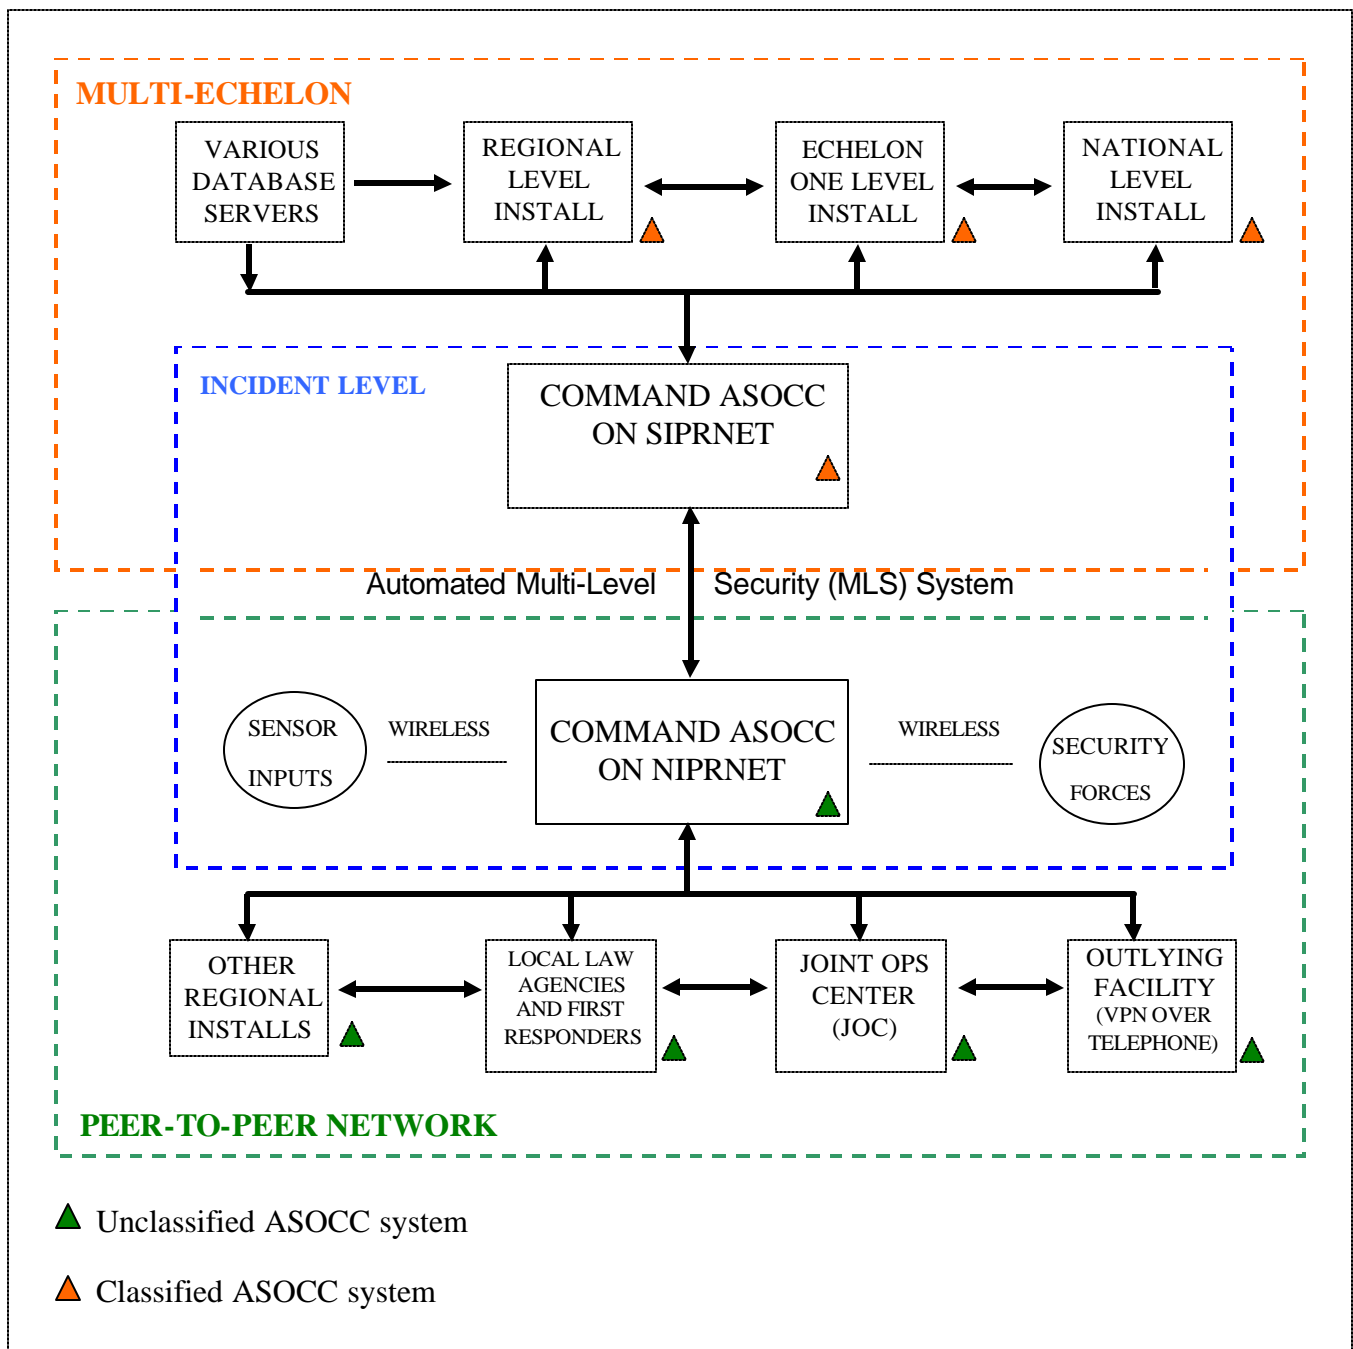 MULTI-ECHELON
VARIOUS
DATABASE
SERVERS
REGIONAL
LEVEL
INSTALL
ECHELON
ONE LEVEL
INSTALL
NATIONAL
LEVEL
INSTALL
INCIDENT LEVEL
COMMAND ASOCC
ON SIPRNET
Automated Multi-Level Security (MLS) System
SENSOR
INPUTS
WIRELESS
COMMAND ASOCC
ON NIPRNET
WIRELESS
SECURITY
FORCES
OTHER
REGIONAL
INSTALLS
LOCAL LAW
AGENCIES
AND FIRST
RESPONDERS
JOINT OPS
CENTER
(JOC)
OUTLYING
FACILITY
(VPN OVER
TELEPHONE)
PEER-TO-PEER NETWORK
Unclassified ASOCC system
Classified ASOCC system